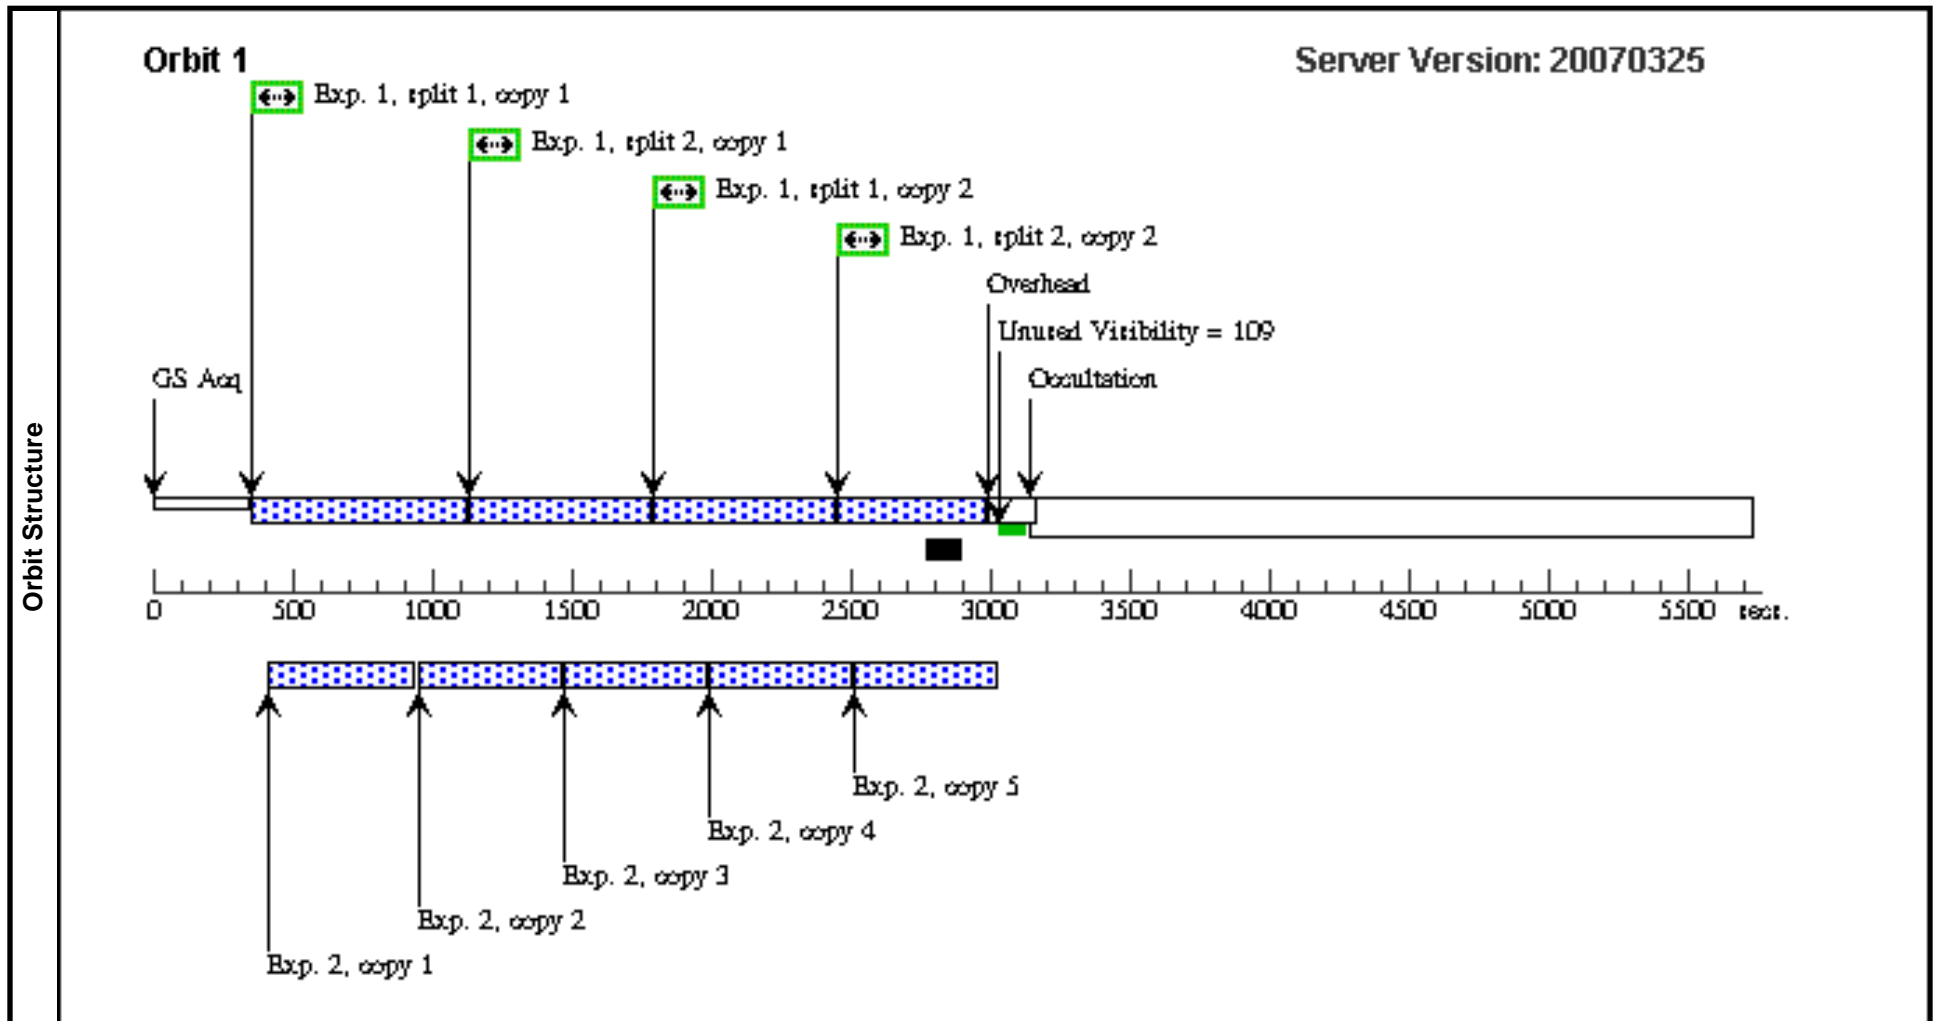 Orbit 1
Server Version: 20070325
Exp. 1, split 1, copy 1
Exp. 1, split 2, copy 1
Exp. 1, split 1, copy 2
Exp. 1, split 2, copy 2
Overhead
Unused Visibility = 109
GS Acq
Occultation
Orbit Structure
0 500 1000 1500 2000 2500 3000 3500 4000 4500 5000 5500 secs.
Exp. 2, copy 5
Exp. 2, copy 4
Exp. 2, copy 3
Exp. 2, copy 2
Exp. 2, copy 1